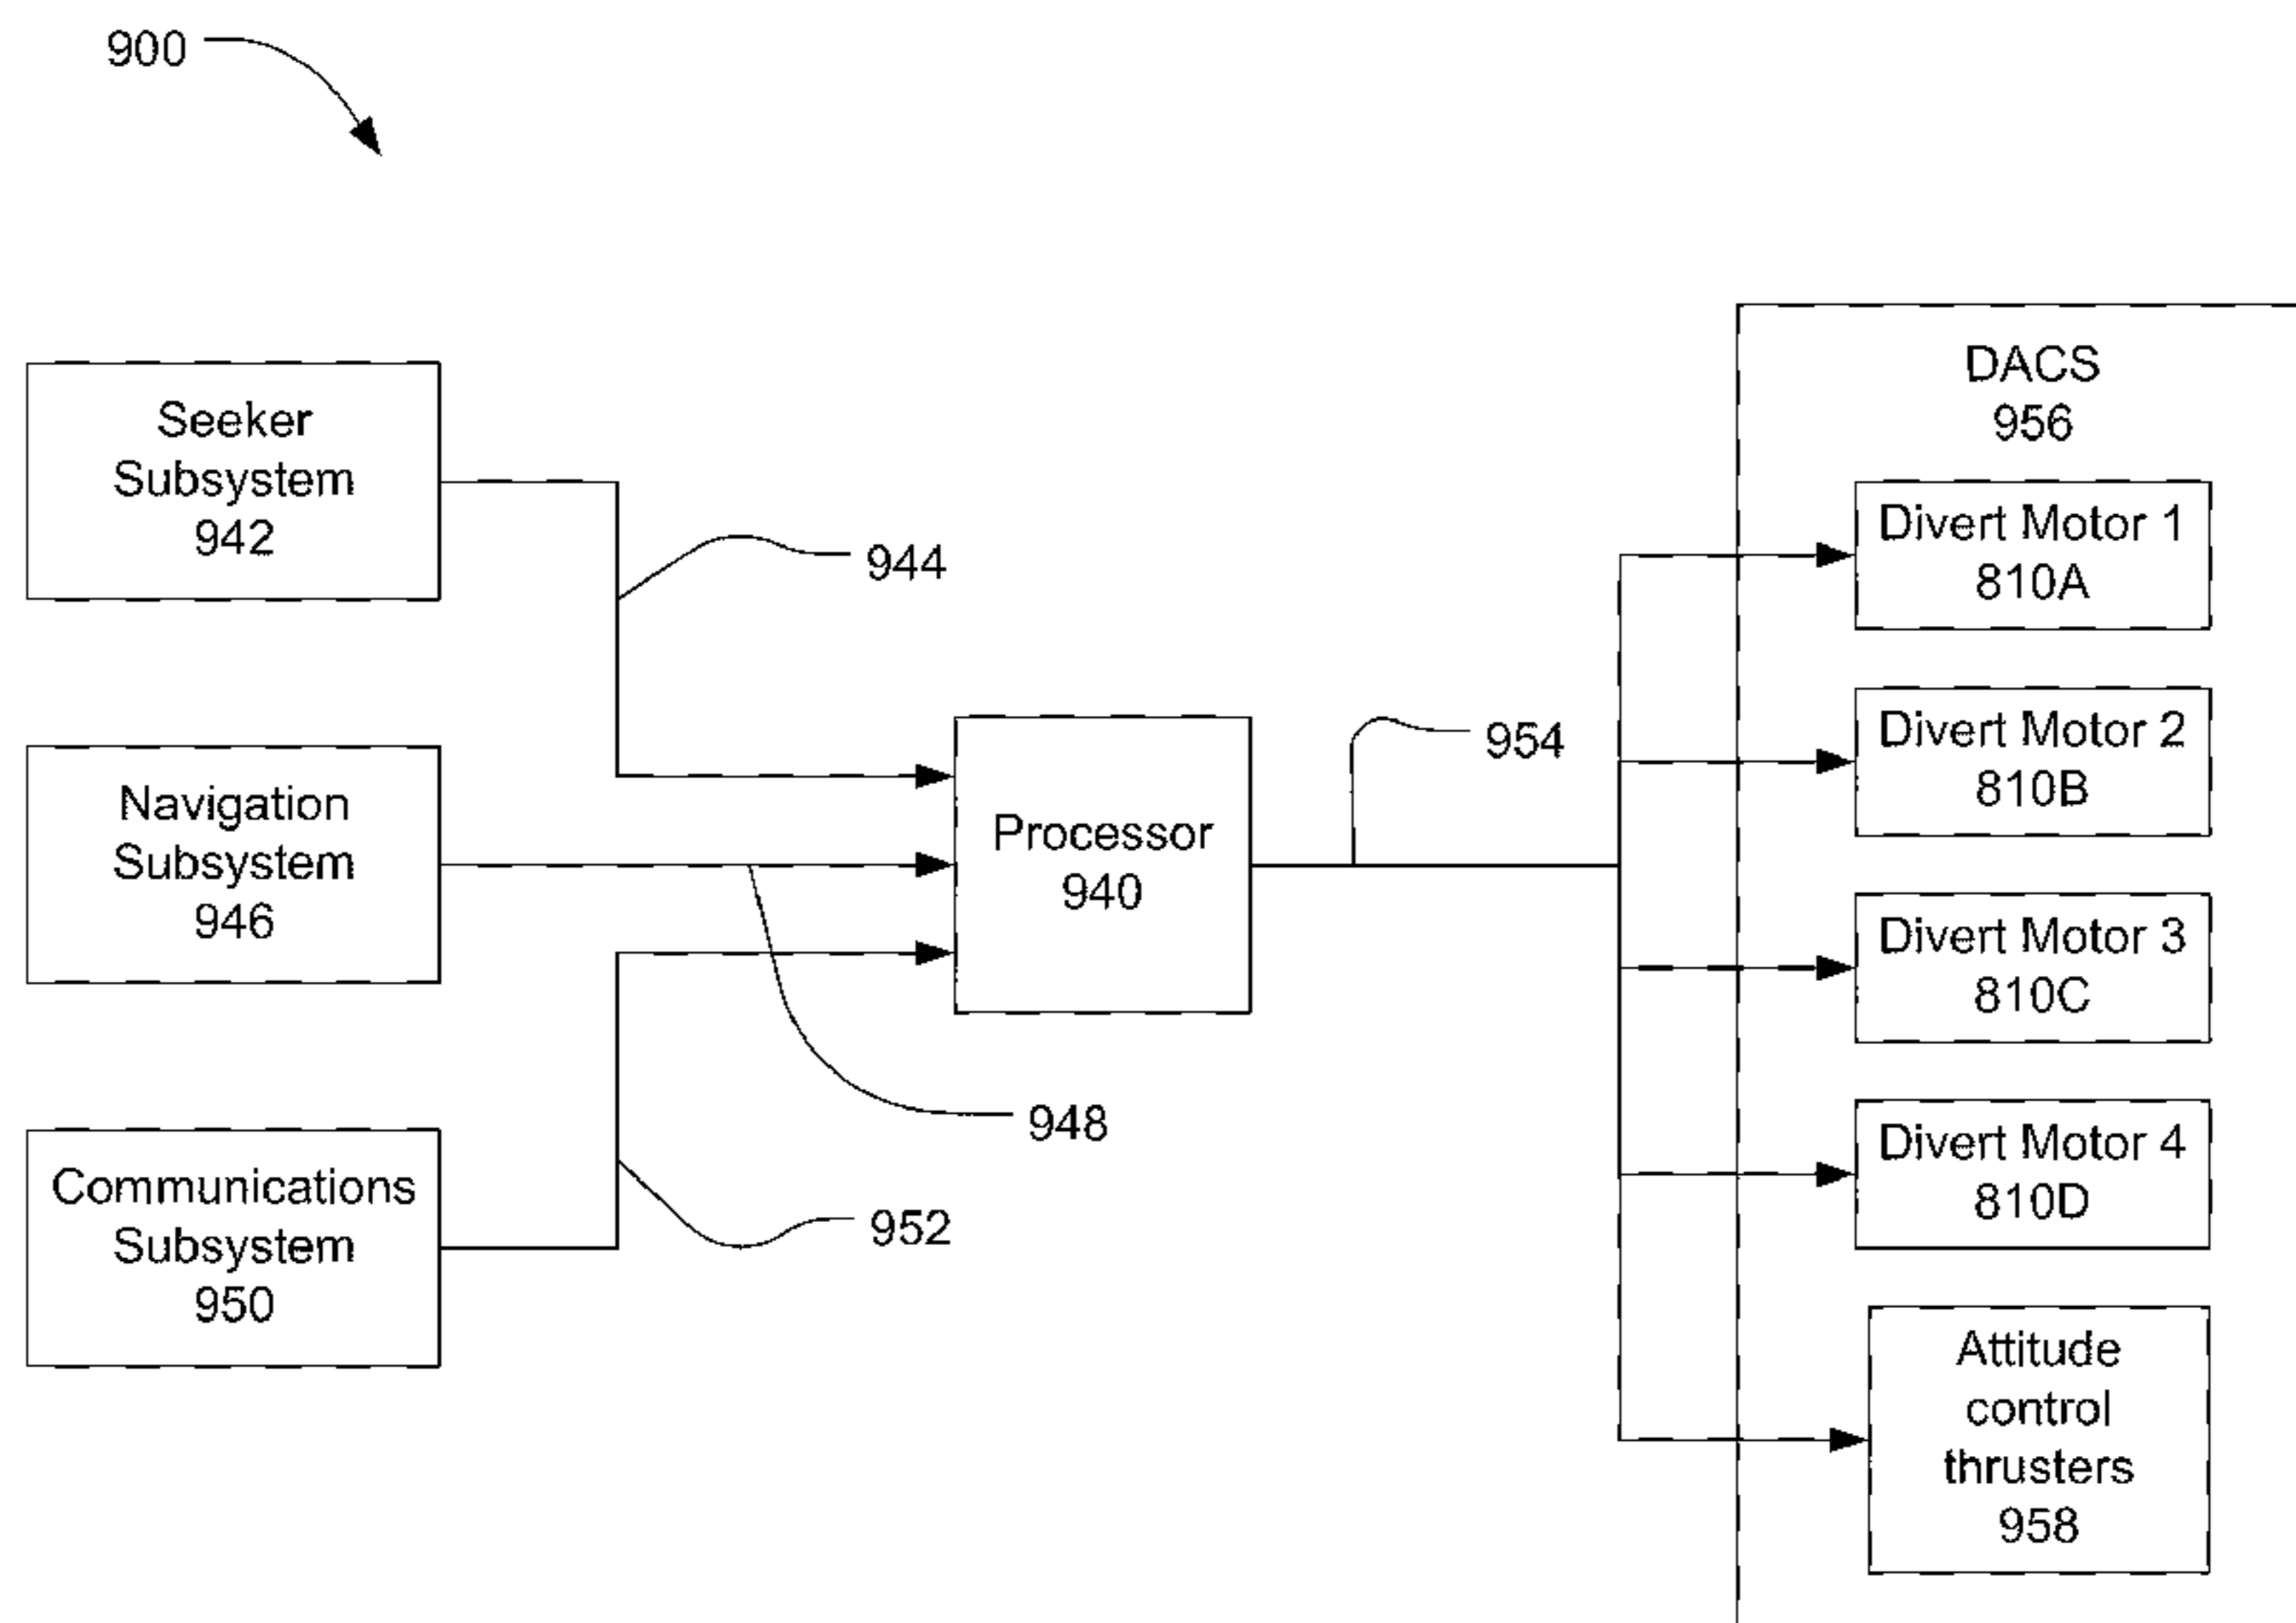 900
Seeker
Subsystem
942
944
Navigation
Subsystem
946
948
Communications
Subsystem
950
952
Processor
940
954
DACS
956
Divert Motor 1
810A
Divert Motor 2
810B
Divert Motor 3
810C
Divert Motor 4
810D
Attitude
control
thrusters
958